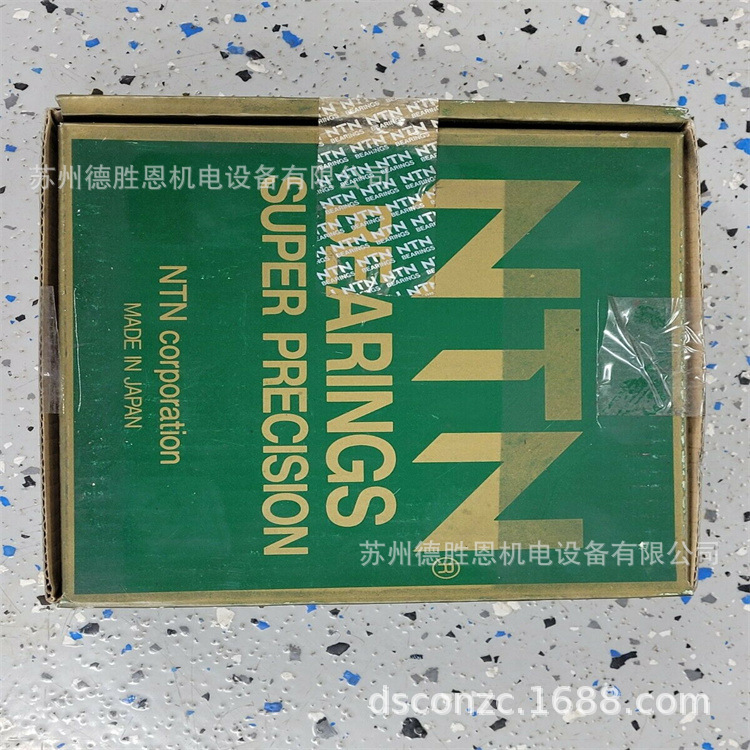 苏州德胜恩机电设备有限公司
NTN®
BEARINGS
SUPER PRECISION
NTN corporation
MADE IN JAPAN
NTN
BEARINGS
苏州德胜恩机电设备有限公司
dsconzc.1688.com